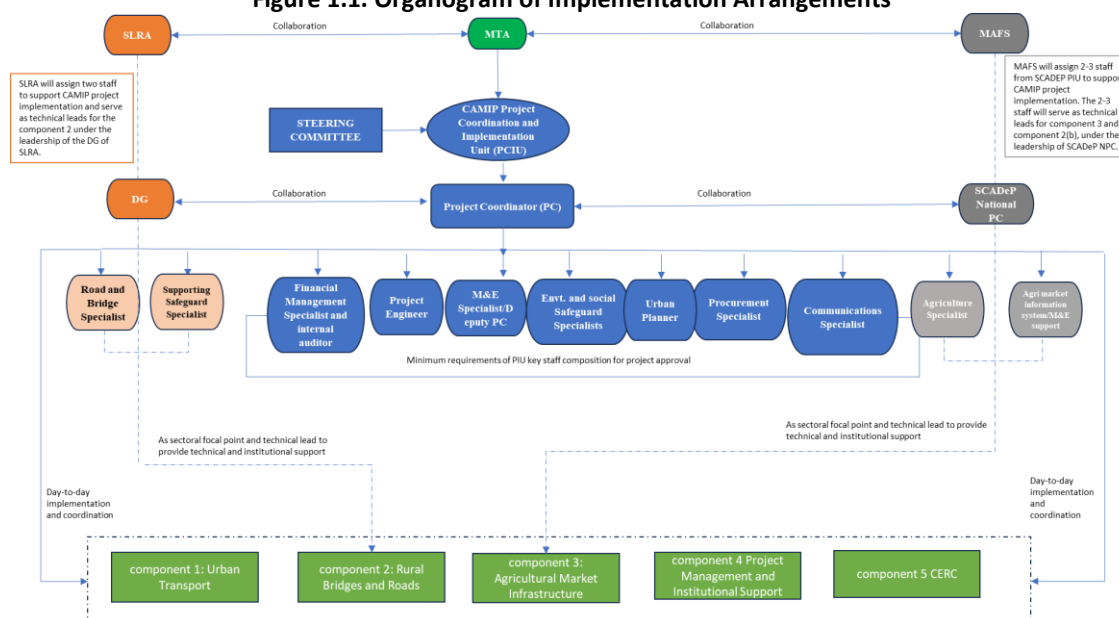 Figure 1.1: Organogram of Implementation Arrangements
SLRA
Collaboration
MTA
Collaboration
MAFS
SLRA will assign two staff
to support CAMIP project
implementation and serve
as technical leads for the
component 2 under the
leadership of the DG of
SLRA.
MAFS will assign 2-3 staff
from SCADEP PIU to support
CAMIP project
implementation. The 2-3
staff will serve as technical
leads for component 3 and
component 2(b), under the
leadership of SCADeP NPC.
STEERING
COMMITTEE
CAMIP Project
Coordination and
Implementation
Unit (PCIU)
DG
Collaboration
Project Coordinator (PC)
Collaboration
SCADeP
National
PC
Road and
Bridge
Specialist
Supporting
Safeguard
Specialist
Financial
Management
Specialist and
internal
auditor
Project
Engineer
M&E
Specialist/D
eputy PC
Envt. and social
Safeguard
Specialists
Urban
Planner
Procurement
Specialist
Communications
Specialist
Agriculture
Specialist
Agri market
information
system/M&E
support
Minimum requirements of PIU key staff composition for project approval
As sectoral focal point and technical lead to
provide technical and institutional support
As sectoral focal point and technical lead to provide
technical and institutional support
Day-to-day
implementation
and coordination
Day-to-day
implementation
and
coordination
component 1: Urban
Transport
component 2: Rural
Bridges and Roads
component 3:
Agricultural Market
Infrastructure
component 4 Project
Management and
Institutional Support
component 5 CERC